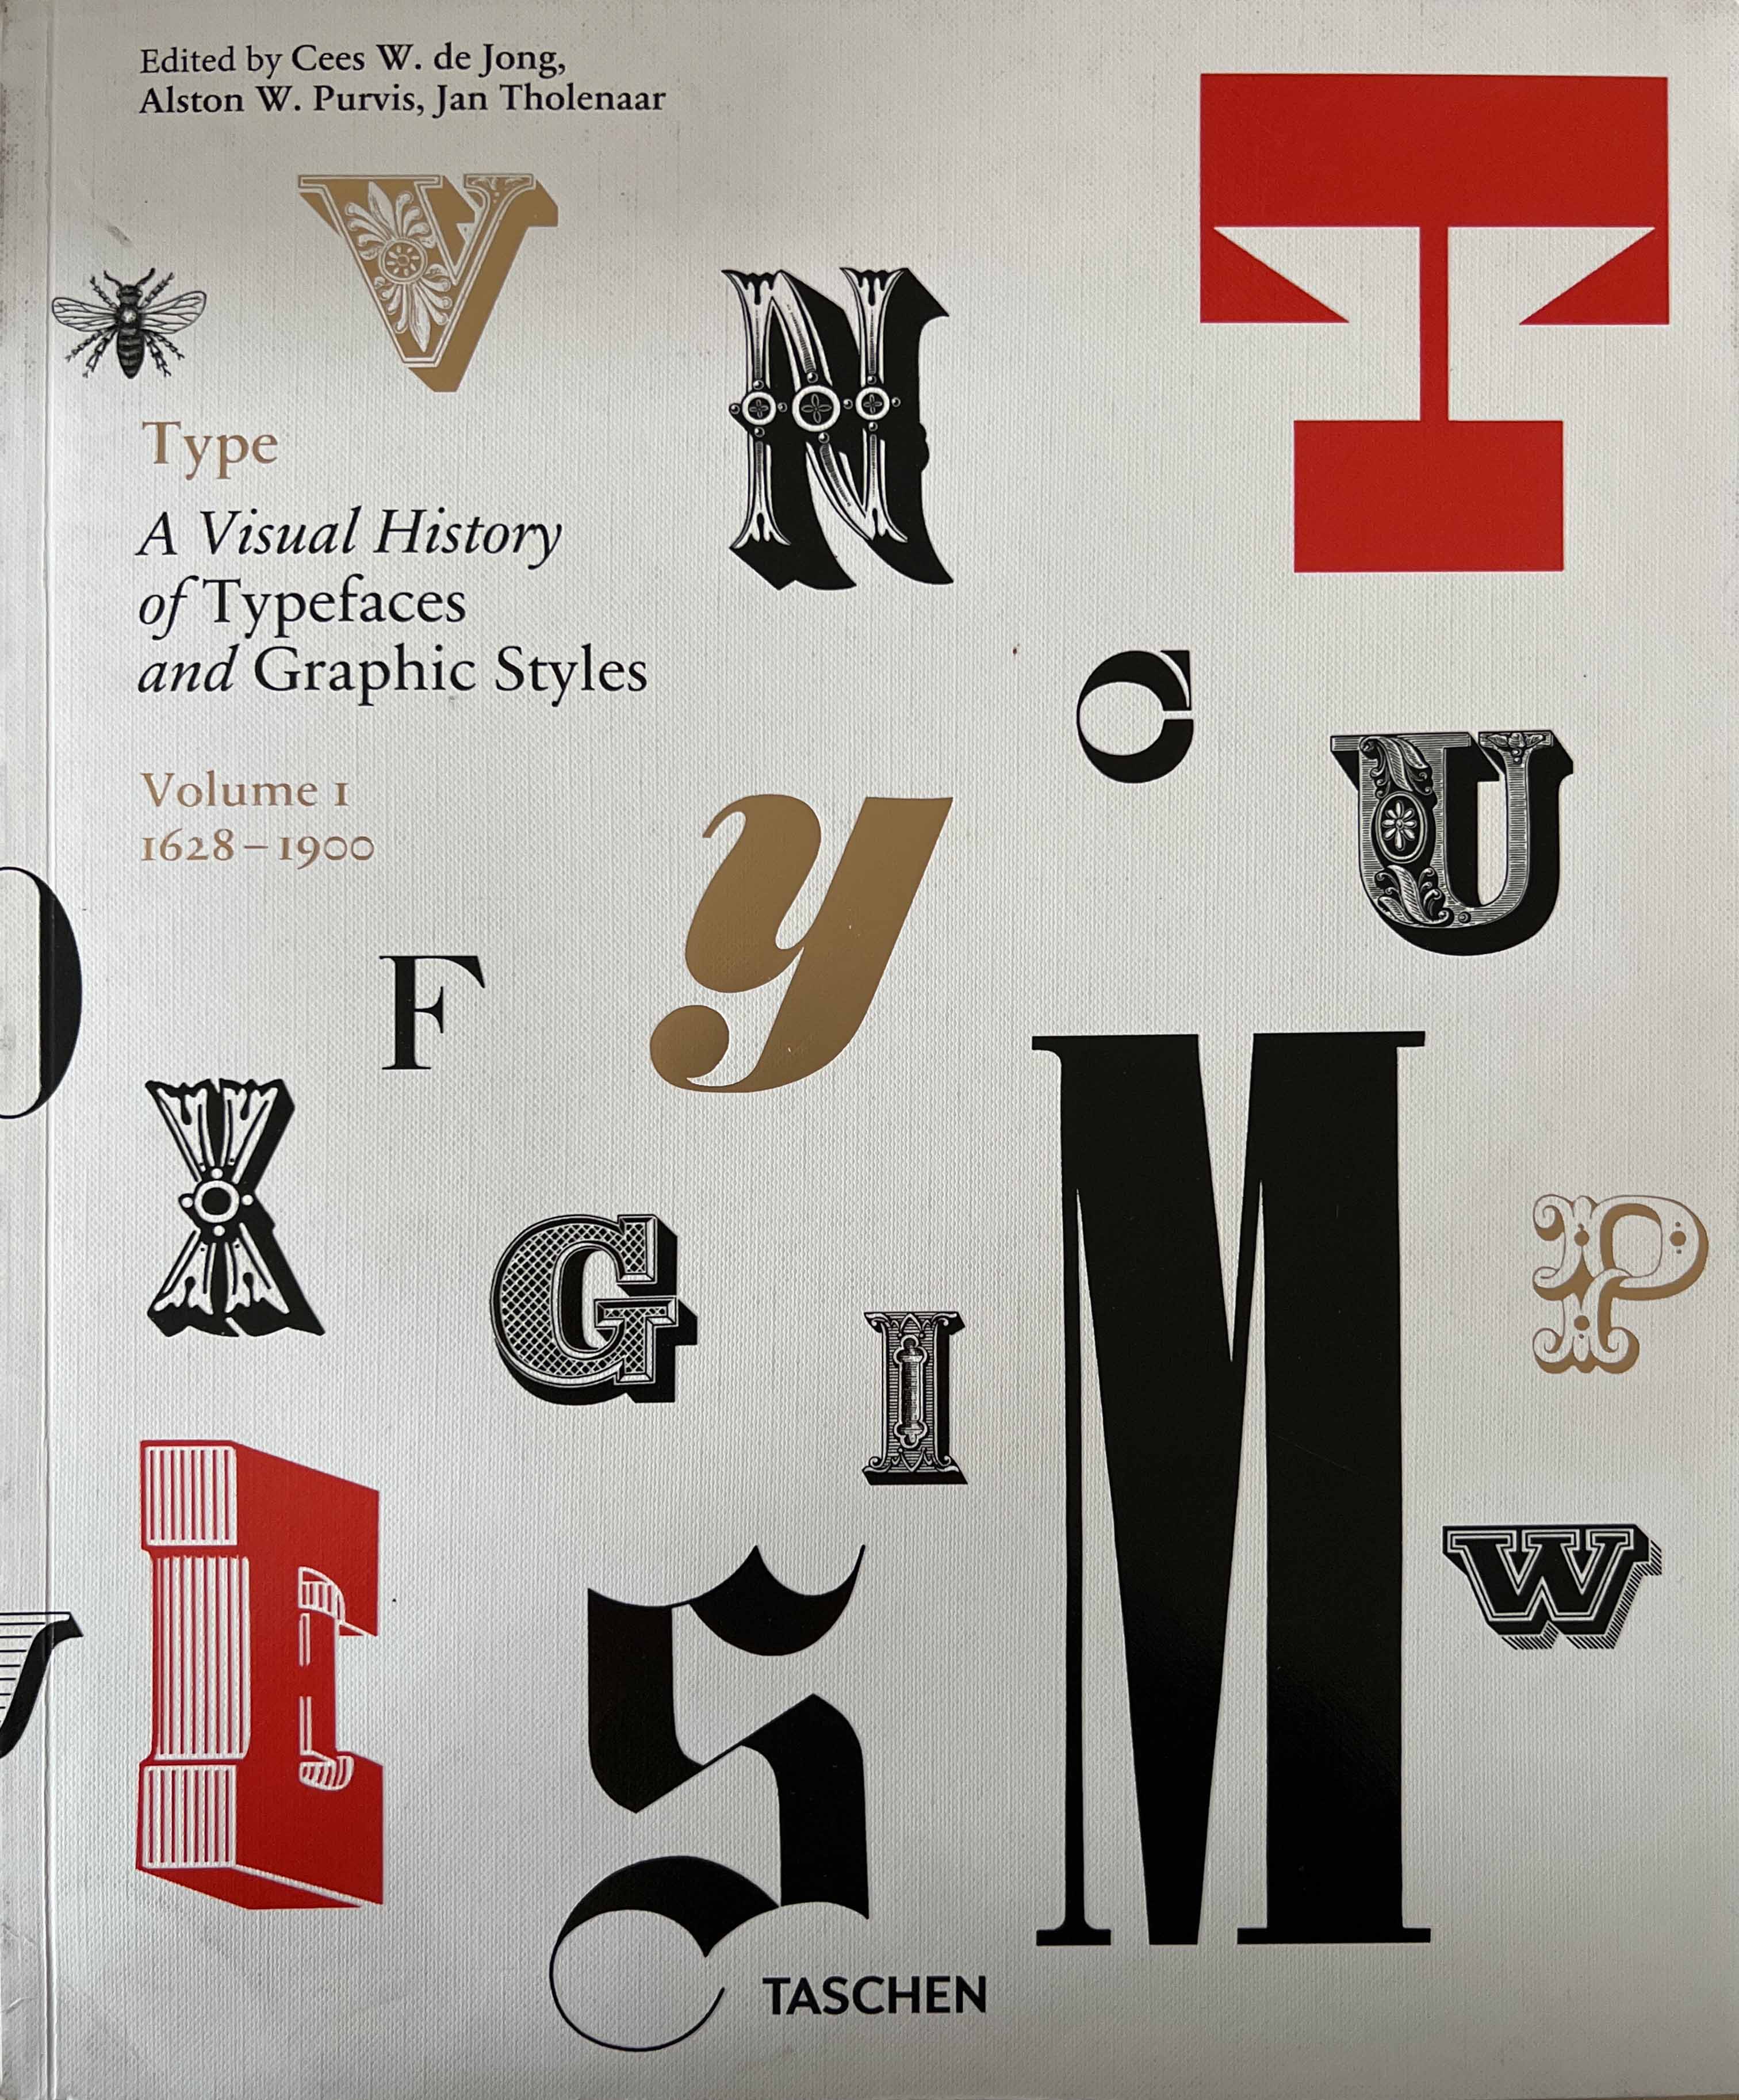 Edited by Cees W. de Jong,
Alston W. Purvis, Jan Tholenaar
T
V
N
Type
A Visual History
of Typefaces
and Graphic Styles
C
U
Volume 1
1628–1900
y
F
M
X
P
G
I
E
W
S
TASCHEN